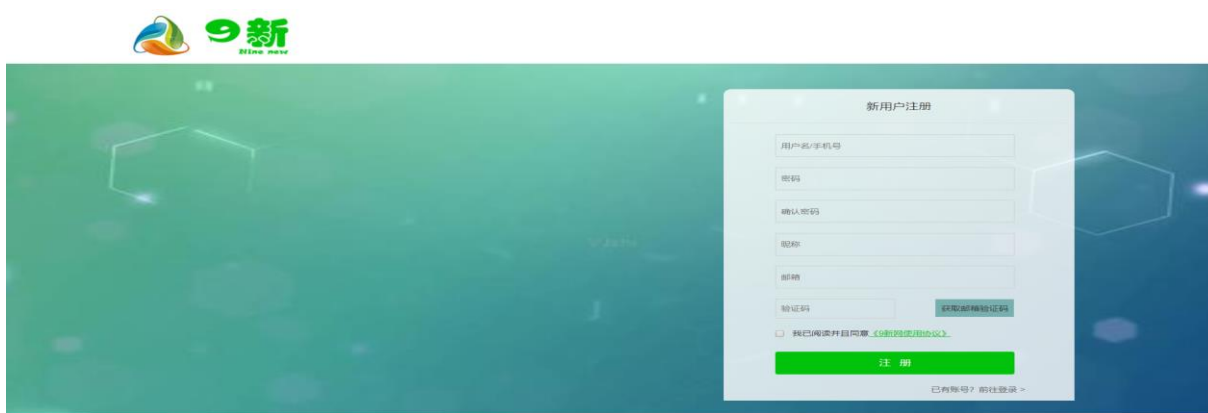 9新
Nine new
新用户注册
用户名/手机号
密码
确认密码
昵称
邮箱
验证码 获取邮箱验证码
我已阅读并且同意《9新网使用协议》
注 册
已有账号? 前往登录 >